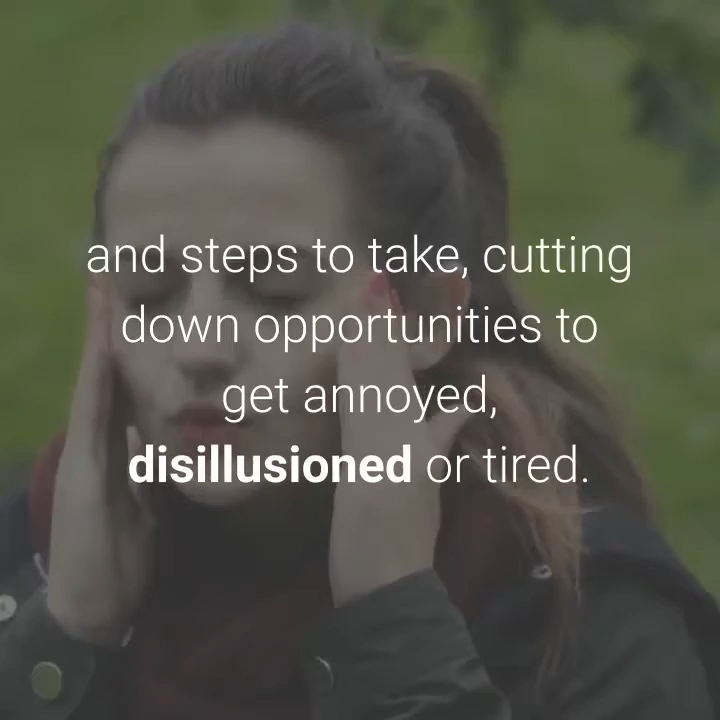 and steps to take, cutting
down opportunities to
get annoyed,
disillusioned or tired.